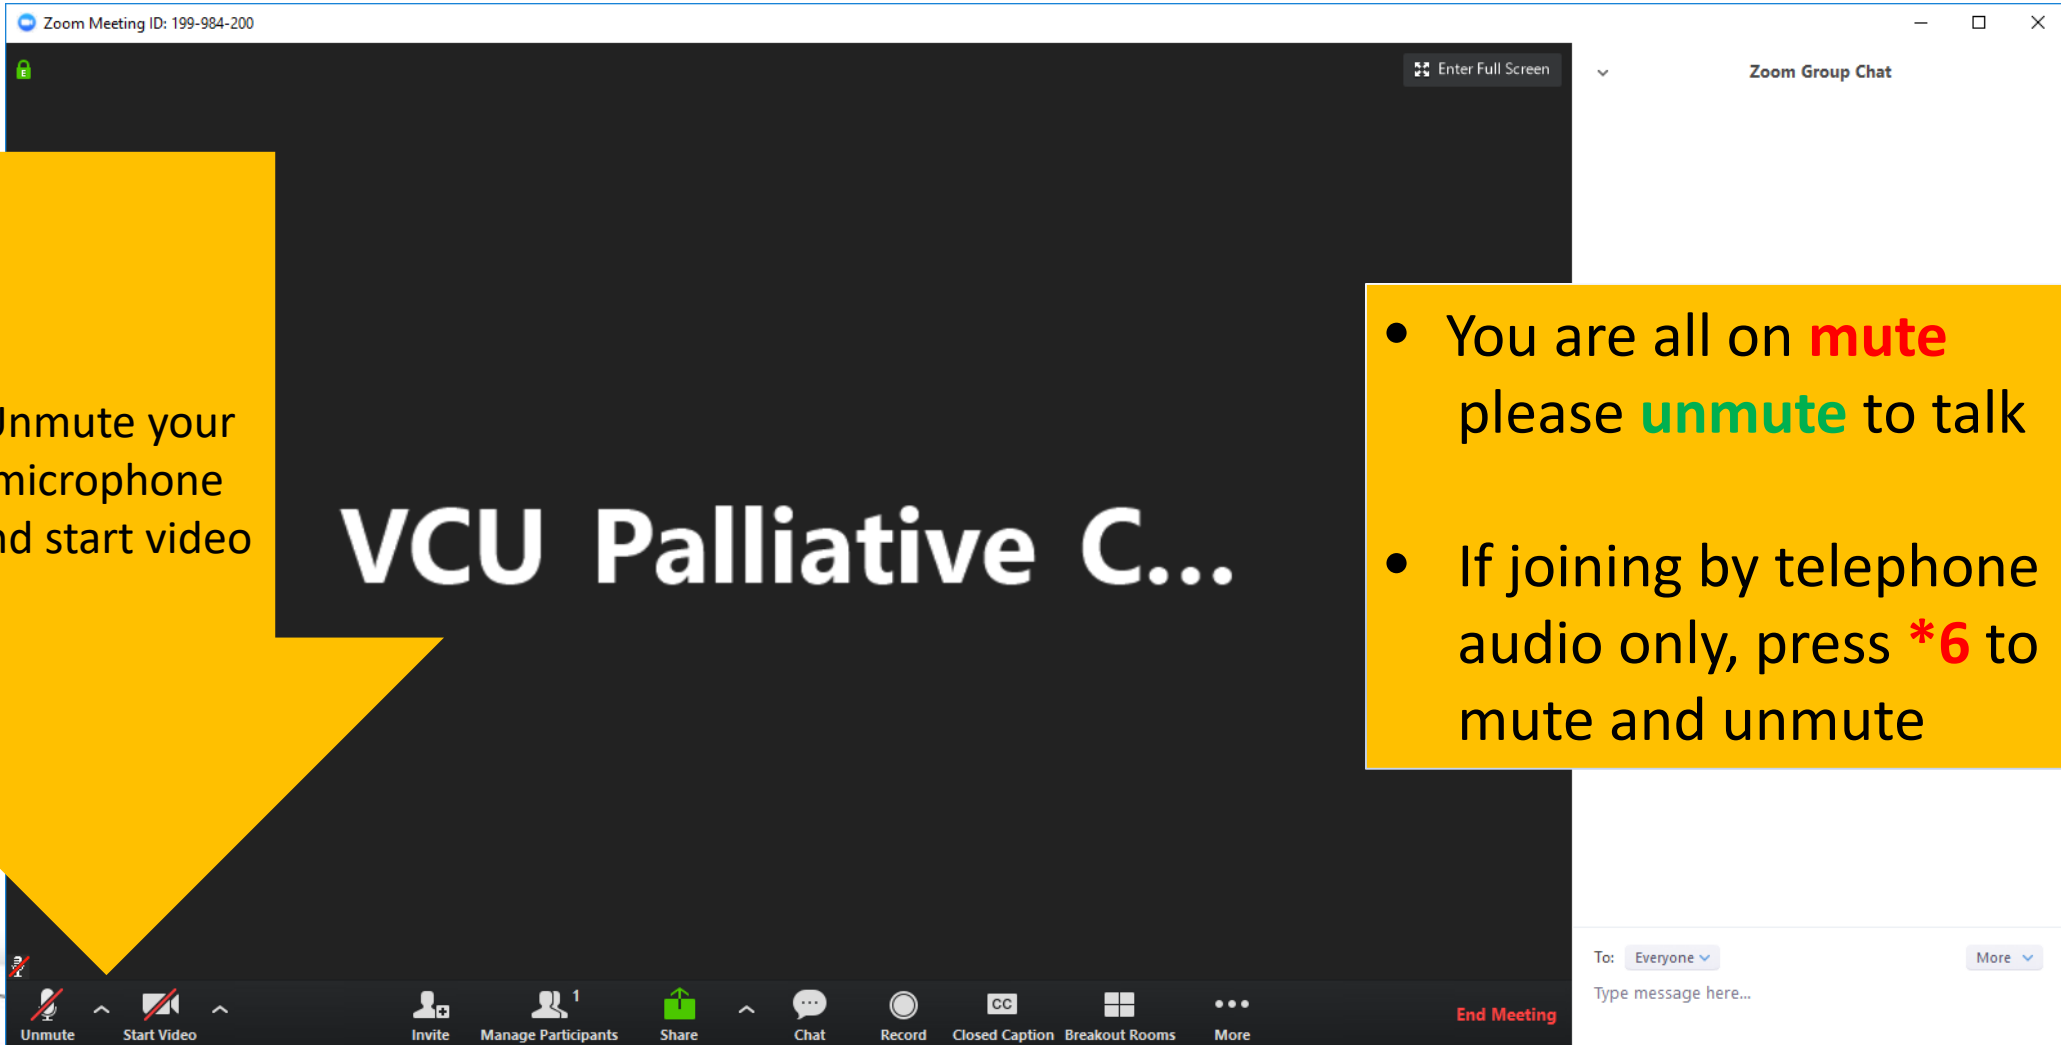 Zoom Meeting ID: 199-984-200
E
Enter Full Screen
Zoom Group Chat
Unmute your
microphone
and start video
VCU Palliative C...
• You are all on mute
please unmute to talk
• If joining by telephone
audio only, press *6 to
mute and unmute
To: Everyone
More
Type message here...
Unmute
Start Video
Invite
1
Manage Participants
Share
Chat
Record
CC
Closed Caption
Breakout Rooms
More
End Meeting